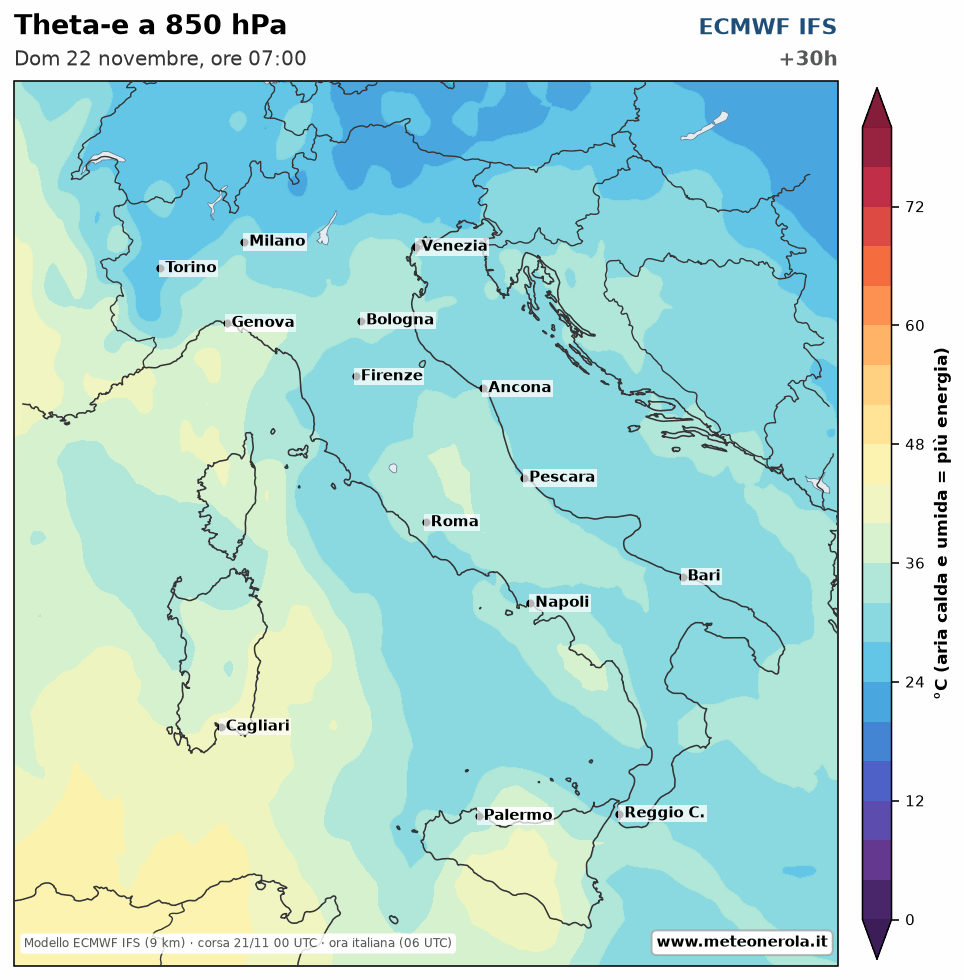 Theta-e a 850 hPa
ECMWF IFS
Dom 22 novembre, ore 07:00
+30h
Milano
Venezia
Torino
Genova
Bologna
Firenze
Ancona
Pescara
Roma
Bari
Napoli
Cagliari
Palermo
Reggio C.
72
60
48
36
24
12
0
°C (aria calda e umida = più energia)
Modello ECMWF IFS (9 km) · corsa 21/11 00 UTC · ora italiana (06 UTC)
www.meteonerola.it